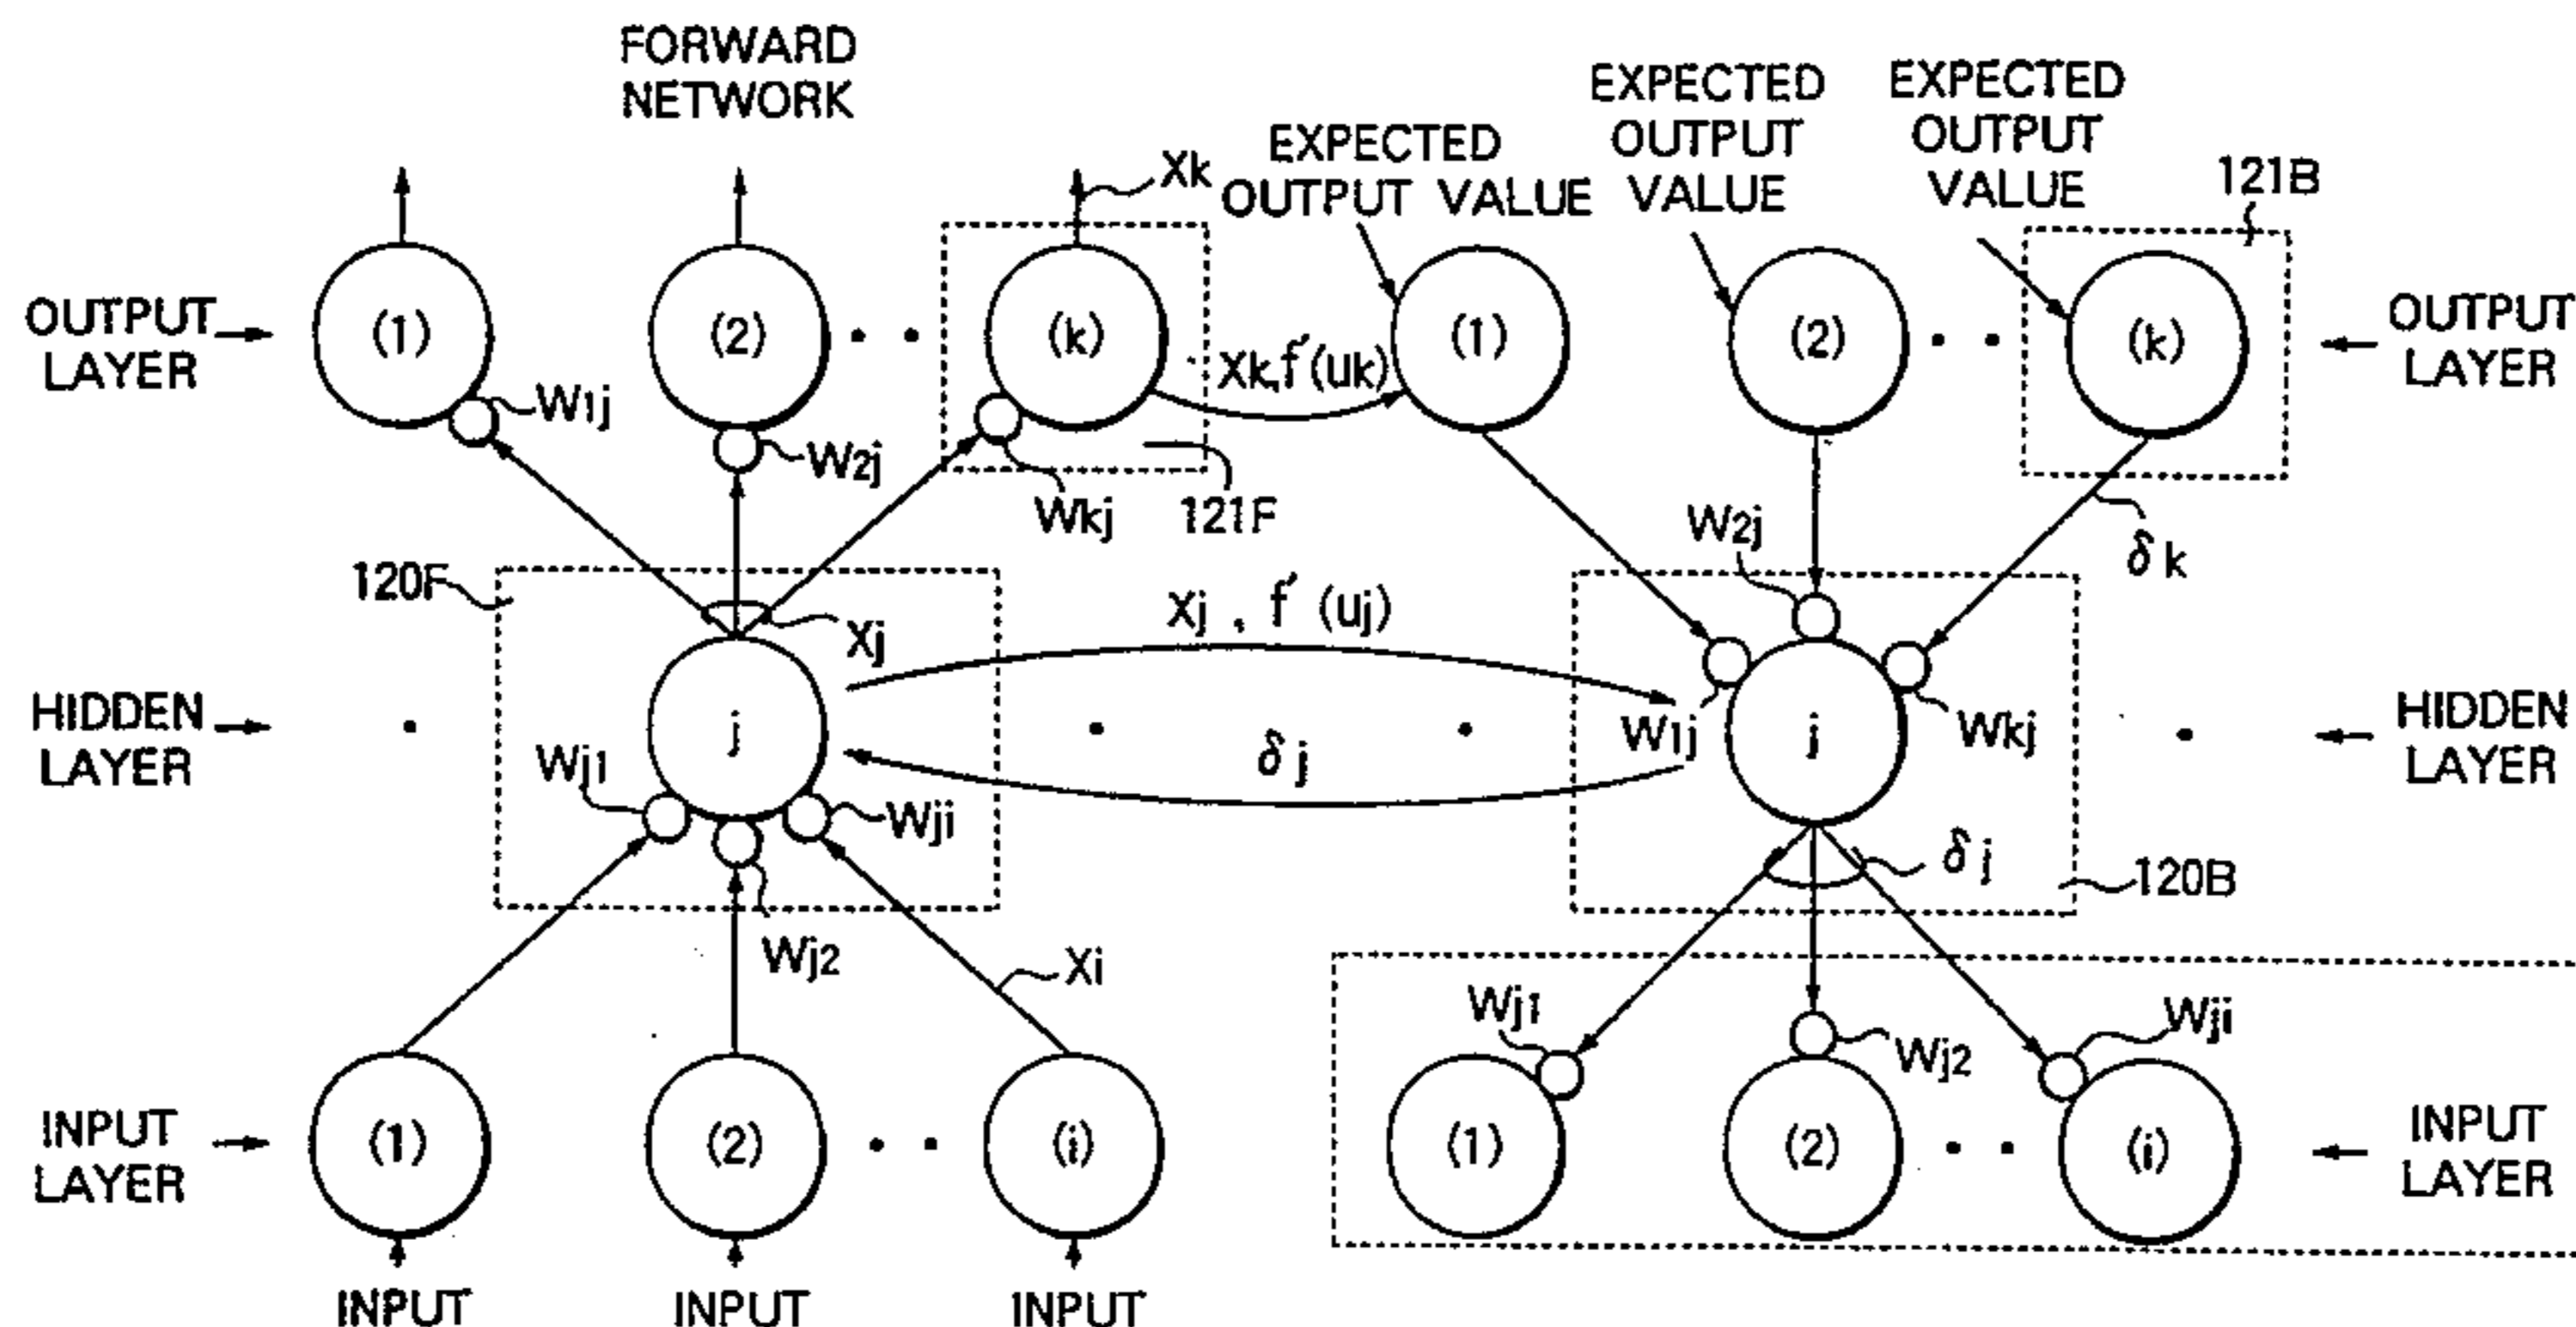 FORWARD
NETWORK
EXPECTED
OUTPUT VALUE
EXPECTED
OUTPUT
VALUE
EXPECTED
OUTPUT
VALUE
121B
Xk
OUTPUT
LAYER
(1)
(2)
(k)
Xk,f'(uk)
(1)
(2)
(k)
OUTPUT
LAYER
W1j
W2j
Wkj
121F
W2j
δk
120F
Xj
Xj , f' (uj)
HIDDEN
LAYER
j
δj
W1j
j
Wkj
HIDDEN
LAYER
Wj1
Wji
δj
120B
Wj2
Xi
Wj1
Wj2
Wji
INPUT
LAYER
(1)
(2)
(i)
(1)
(2)
(i)
INPUT
LAYER
INPUT
INPUT
INPUT